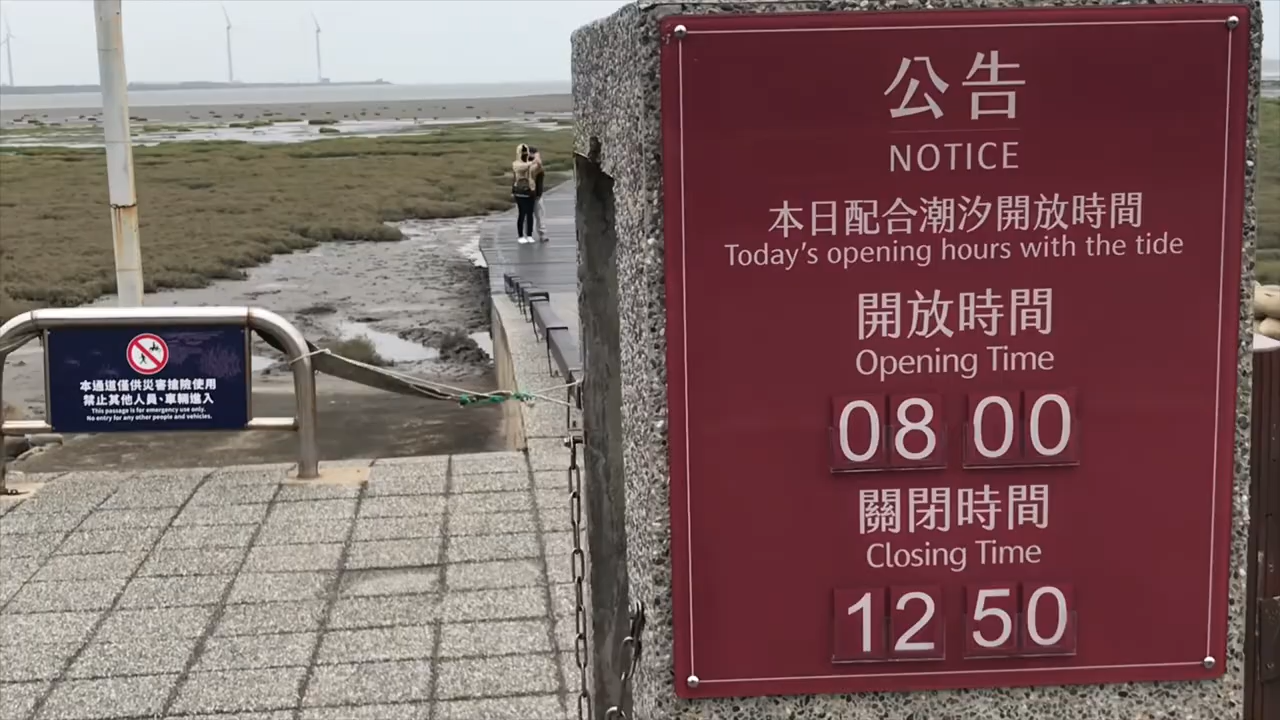 公告
NOTICE
本日配合潮汐開放時間
Today's opening hours with the tide
開放時間
Opening Time
08 00
關閉時間
Closing Time
12 50
本通道僅供災害搶險使用
禁止其他人員、車輛進入
This passage is for emergency use only.
No entry for any other people and vehicles.